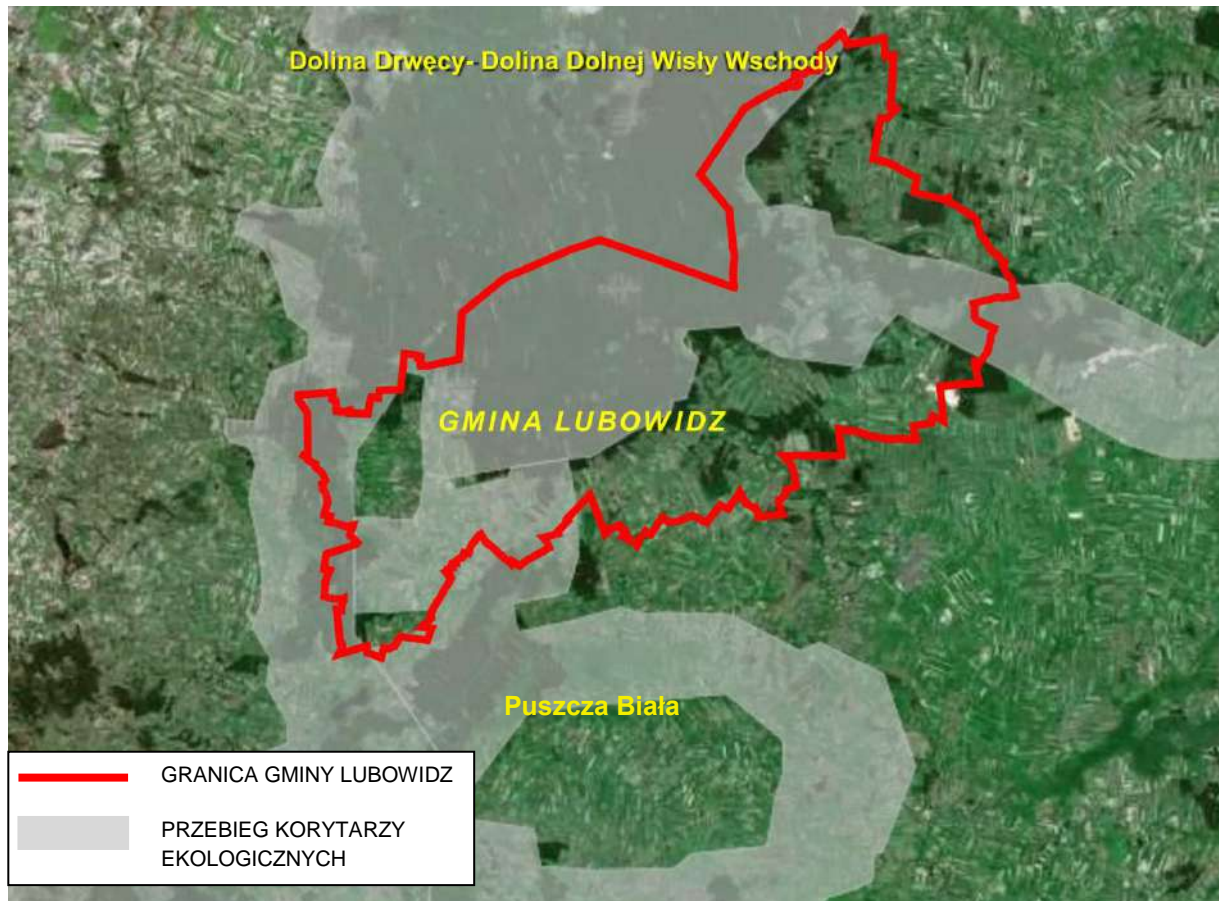 Dolina Drwęcy- Dolina Dolnej Wisły Wschody
GMINA LUBOWIDZ
Puszcza Biała
GRANICA GMINY LUBOWIDZ
PRZEBIEG KORYTARZY
EKOLOGICZNYCH